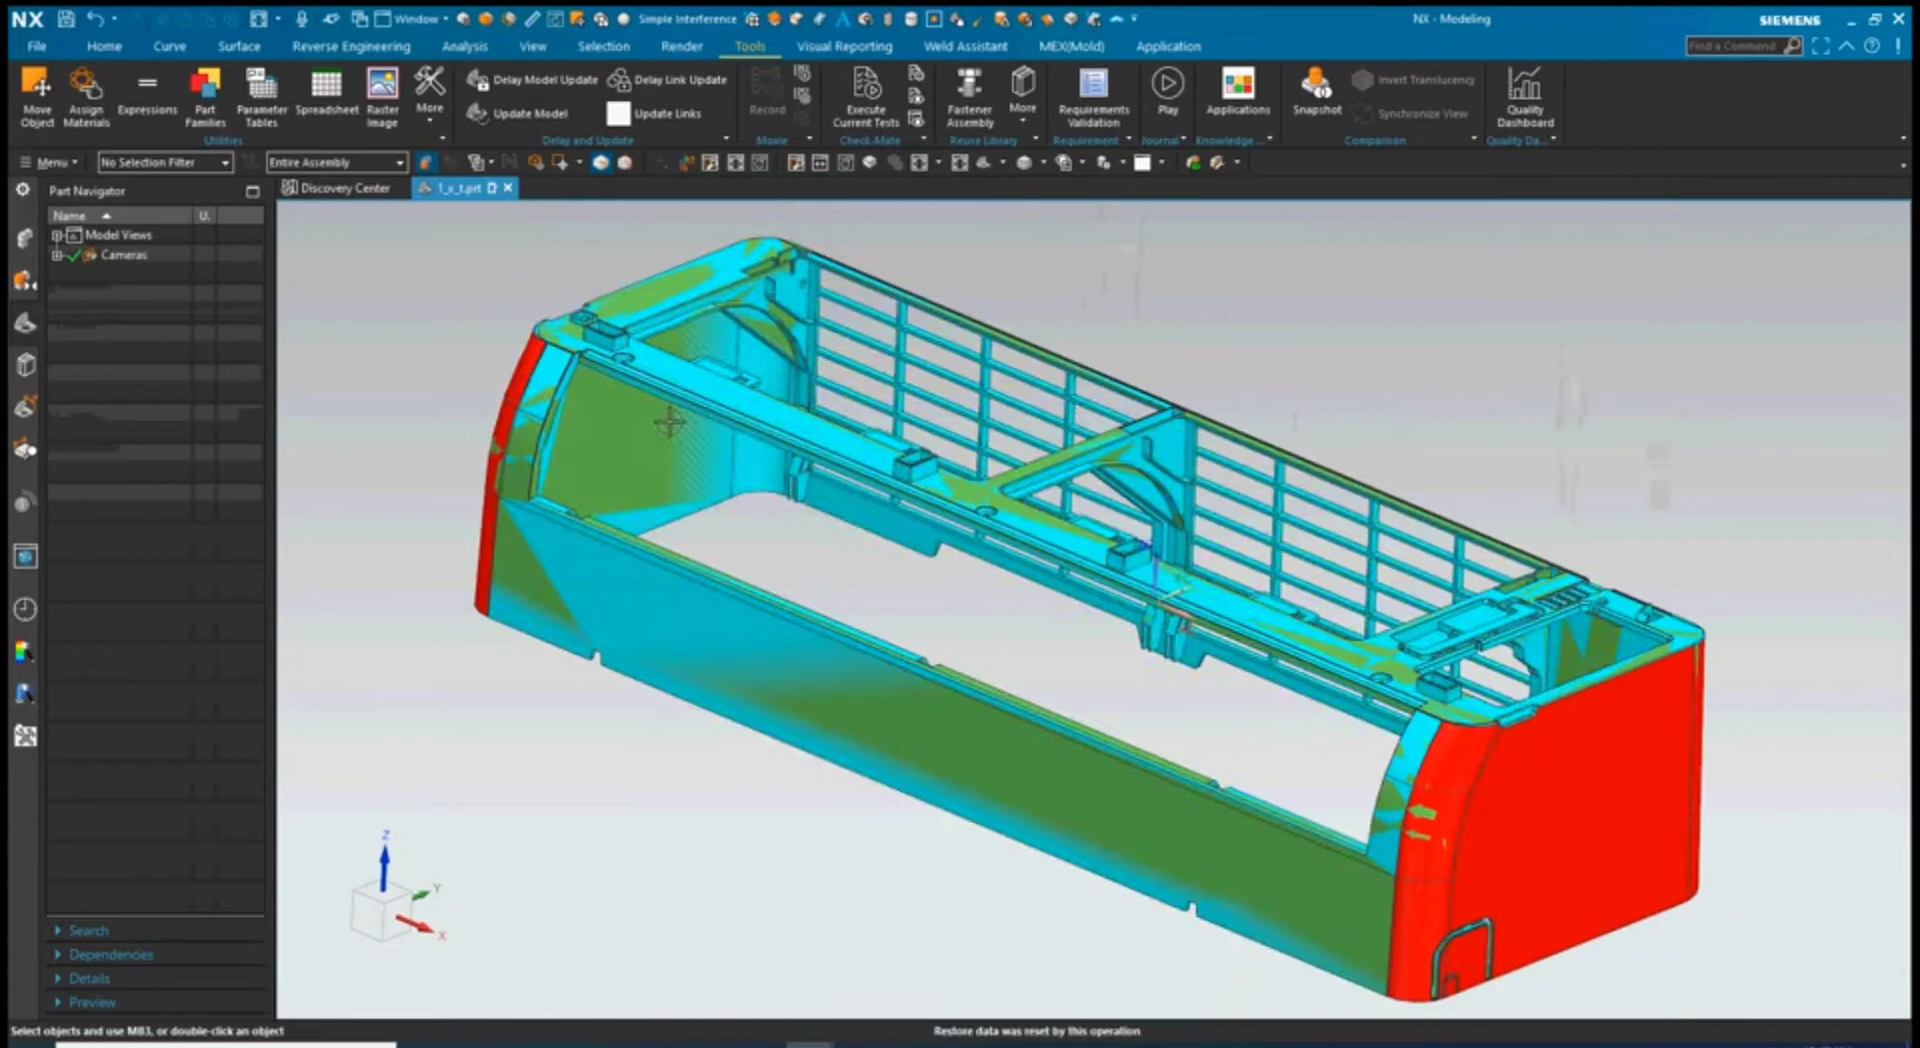 NX Window Simple Interference NX - Modeling SIEMENS
File Home Curve Surface Reverse Engineering Analysis View Selection Render Tools Visual Reporting Weld Assistant MEX(Mold) Application Find a Command
Move Object Assign Materials Expressions Part Families Parameter Tables Spreadsheet Raster Image More
Delay Model Update Delay Link Update
Update Model Update Links
Record Execute Current Tests Fastener Assembly More Requirements Validation Play Applications Snapshot
Invert Translucency
Synchronize View
Quality Dashboard
Utilities Delay and Update Movie Check-Mate Reuse Library Requirement Journal Knowledge ... Comparison Quality Da...
Menu No Selection Filter Entire Assembly
Part Navigator Discovery Center 1_x_t.prt
Name U.
Model Views
Cameras
Z
Y
X
Search
Dependencies
Details
Preview
Select objects and use MB3, or double-click an object Restore data was reset by this operation